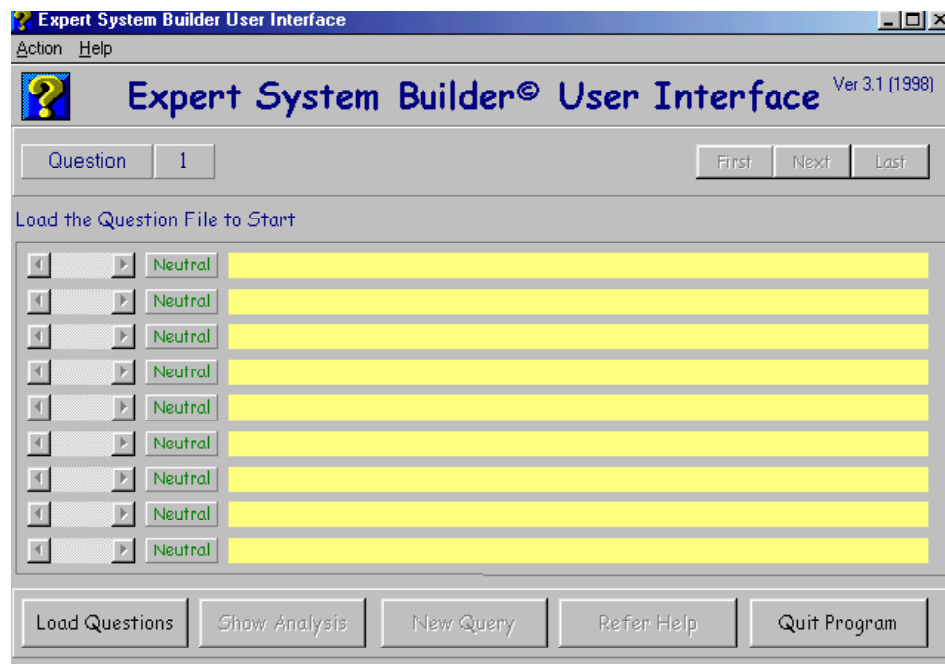 Expert System Builder User Interface
Action Help
Expert System Builder© User Interface Ver 3.1 (1998)
Question 1 First Next Last
Load the Question File to Start
Neutral
Neutral
Neutral
Neutral
Neutral
Neutral
Neutral
Neutral
Neutral
Load Questions Show Analysis New Query Refer Help Quit Program